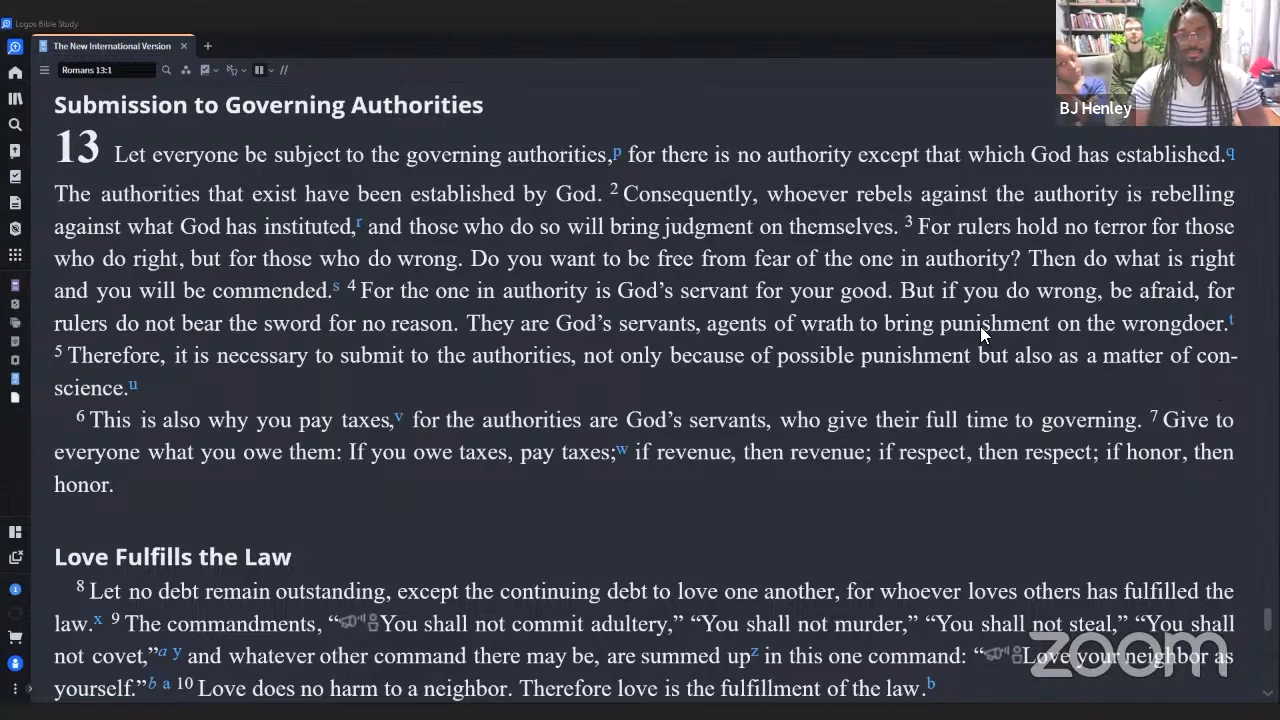 Logos Bible Study
The New International Version
Romans 13:1
BJ Henley
Submission to Governing Authorities
13 Let everyone be subject to the governing authorities,p for there is no authority except that which God has established.q
The authorities that exist have been established by God. 2 Consequently, whoever rebels against the authority is rebelling
against what God has instituted,r and those who do so will bring judgment on themselves. 3 For rulers hold no terror for those
who do right, but for those who do wrong. Do you want to be free from fear of the one in authority? Then do what is right
and you will be commended.s 4 For the one in authority is God’s servant for your good. But if you do wrong, be afraid, for
rulers do not bear the sword for no reason. They are God’s servants, agents of wrath to bring punishment on the wrongdoer.t
5 Therefore, it is necessary to submit to the authorities, not only because of possible punishment but also as a matter of con-
science.u
6 This is also why you pay taxes,v for the authorities are God’s servants, who give their full time to governing. 7 Give to
everyone what you owe them: If you owe taxes, pay taxes;w if revenue, then revenue; if respect, then respect; if honor, then
honor.
Love Fulfills the Law
8 Let no debt remain outstanding, except the continuing debt to love one another, for whoever loves others has fulfilled the
law.x 9 The commandments, “You shall not commit adultery,” “You shall not murder,” “You shall not steal,” “You shall
not covet,”a y and whatever other command there may be, are summed upz in this one command: “Love your neighbor as
yourself.”b a 10 Love does no harm to a neighbor. Therefore love is the fulfillment of the law.b
zoom